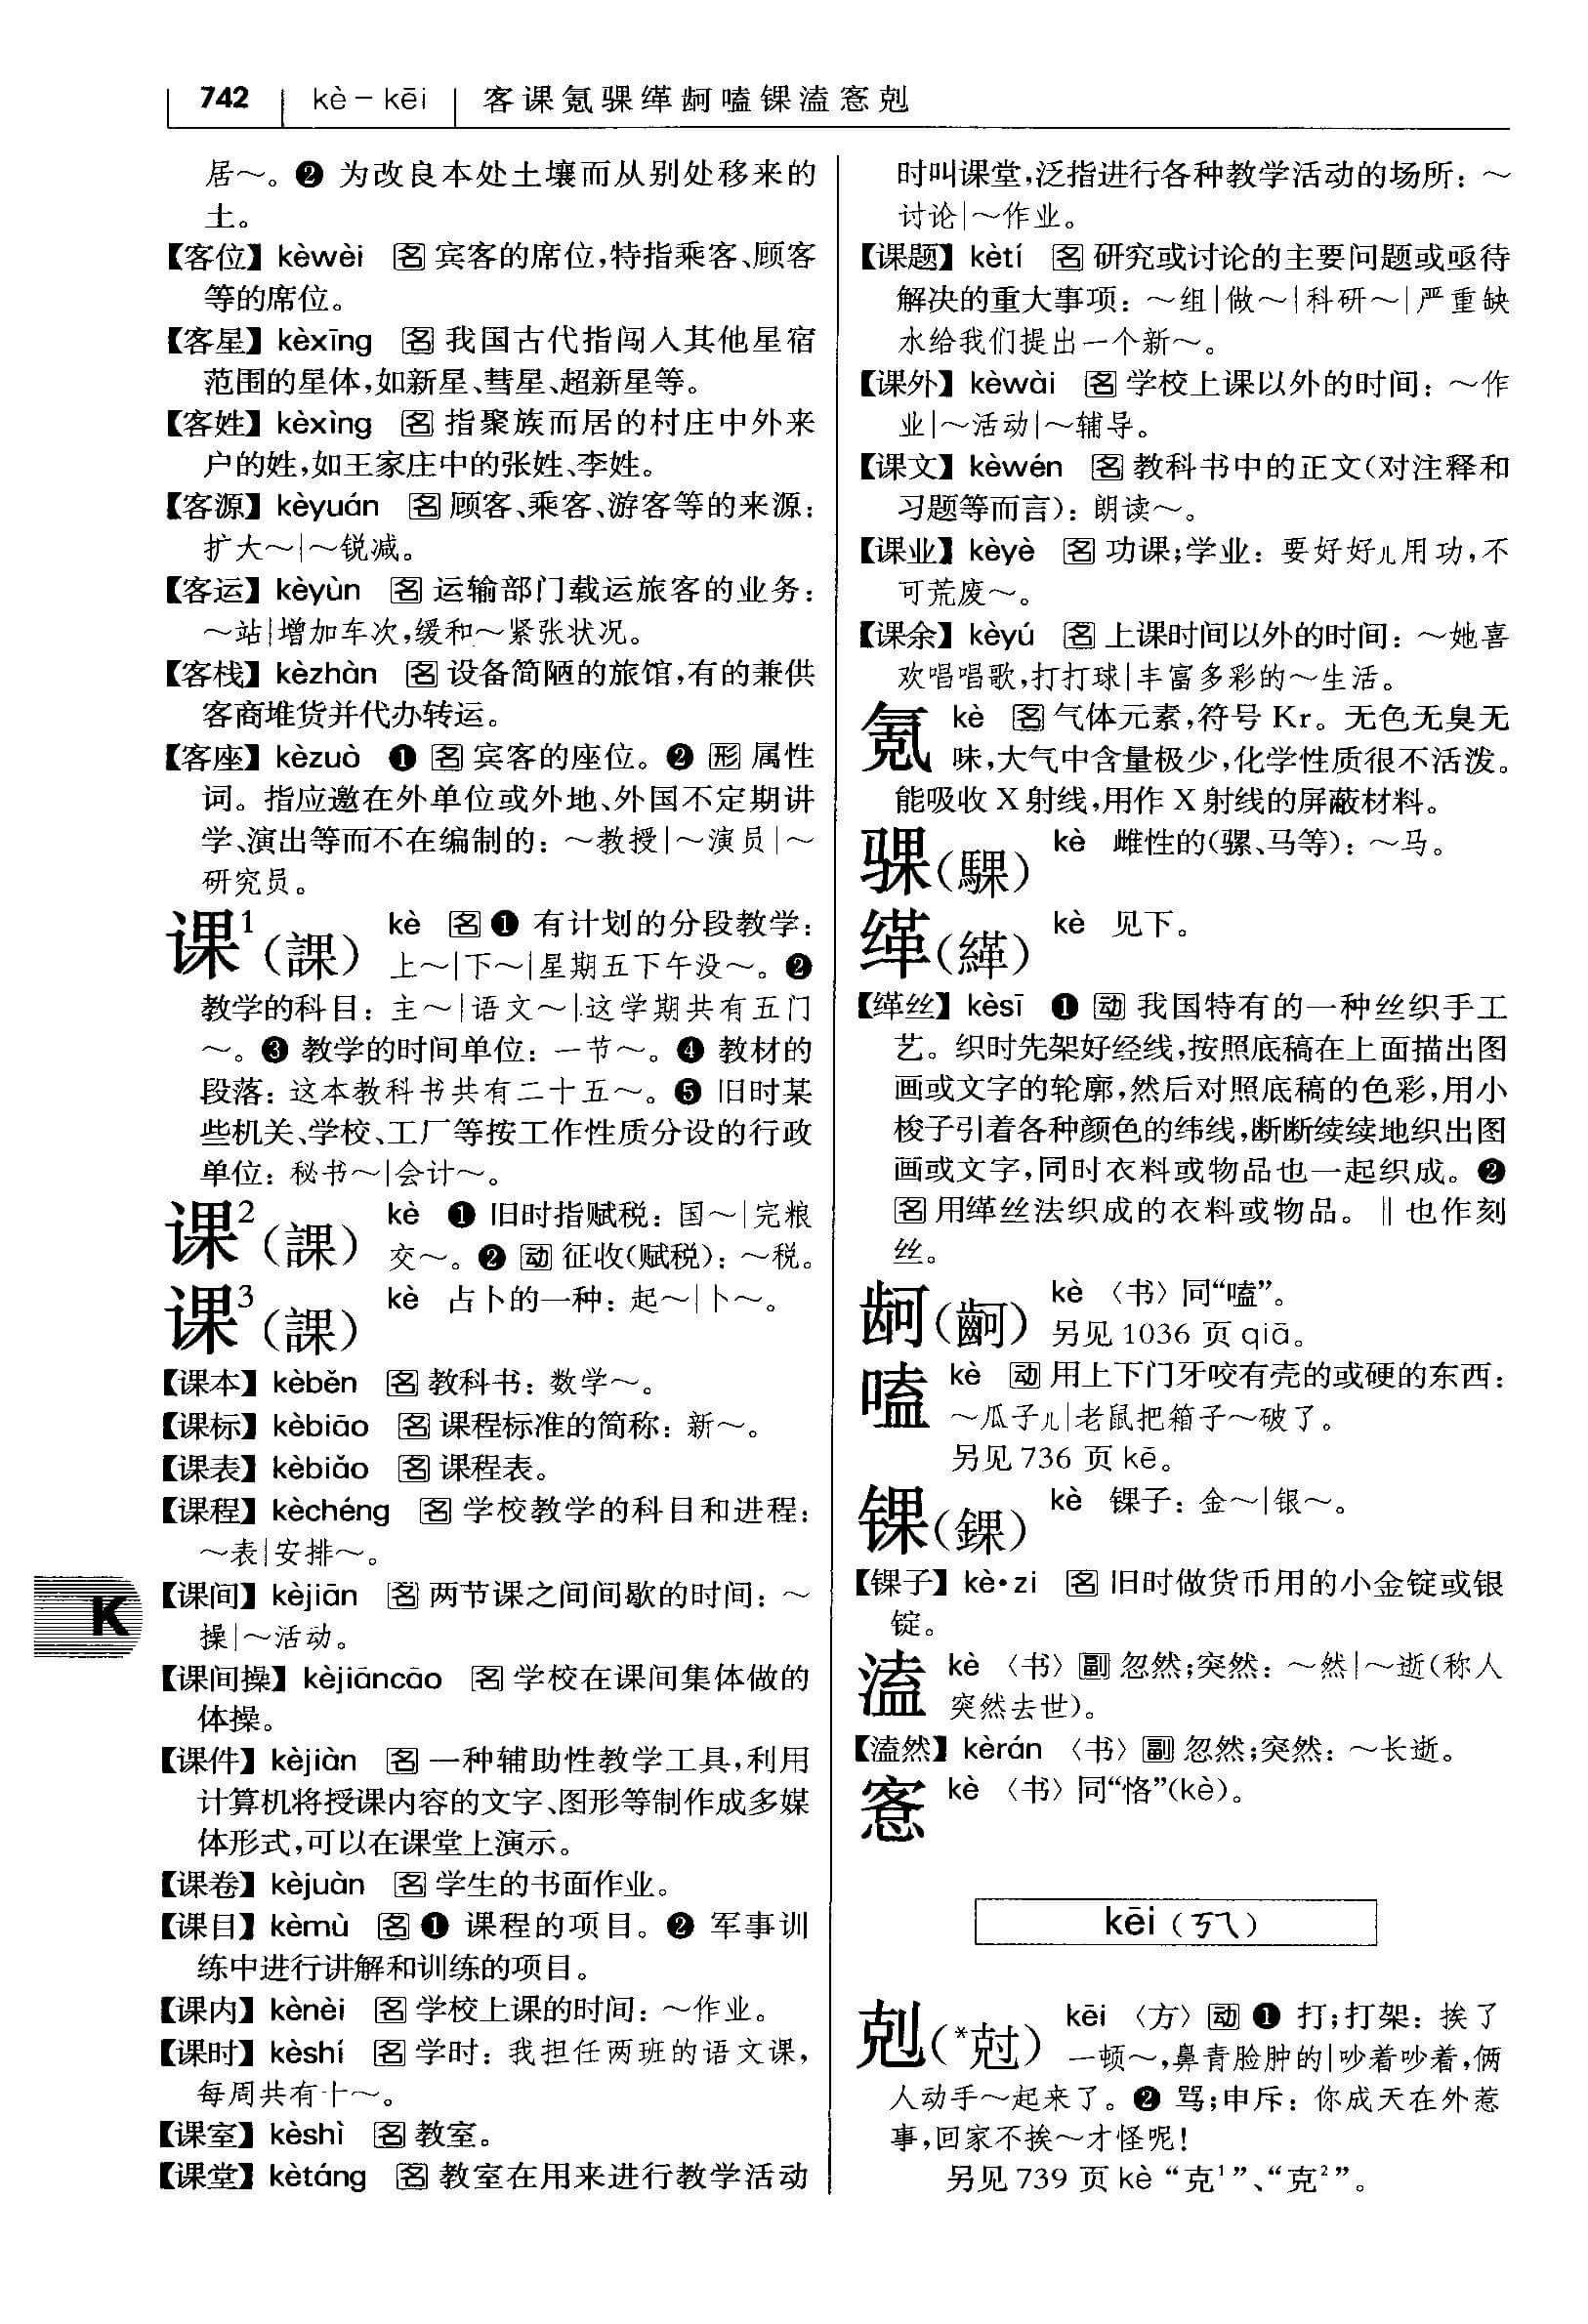 742 kè－kēi 客课氪骒缂龂嗑锞溘愙剋
居～。❷ 为改良本处土壤而从别处移来的
土。
【客位】kèwèi 名 宾客的席位，特指乘客、顾客
等的席位。
【客星】kèxīng 名 我国古代指闯入其他星宿
范围的星体，如新星、彗星、超新星等。
【客姓】kèxìng 名 指聚族而居的村庄中外来
户的姓，如王家庄中的张姓、李姓。
【客源】kèyuán 名 顾客、乘客、游客等的来源：
扩大～|～锐减。
【客运】kèyùn 名 运输部门载运旅客的业务：
～站|增加车次，缓和～紧张状况。
【客栈】kèzhàn 名 设备简陋的旅馆，有的兼供
客商堆货并代办转运。
【客座】kèzuò ❶ 名 宾客的座位。❷ 形 属性
词。指应邀在外单位或外地、外国不定期讲
学、演出等而不在编制的：～教授|～演员|～
研究员。
课¹（課） kè 名 ❶ 有计划的分段教学：
上～|下～|星期五下午没～。❷
教学的科目：主～|语文～|这学期共有五门
～。❸ 教学的时间单位：一节～。❹ 教材的
段落：这本教科书共有二十五～。❺ 旧时某
些机关、学校、工厂等按工作性质分设的行政
单位：秘书～|会计～。
课²（課） kè ❶ 旧时指赋税：国～|完粮
交～。❷ 动 征收（赋税）：～税。
课³（課） kè 占卜的一种：起～|卜～。
【课本】kèběn 名 教科书：数学～。
【课标】kèbiāo 名 课程标准的简称：新～。
【课表】kèbiǎo 名 课程表。
【课程】kèchéng 名 学校教学的科目和进程：
～表|安排～。
【课间】kèjiān 名 两节课之间间歇的时间：～
操|～活动。
【课间操】kèjiāncāo 名 学校在课间集体做的
体操。
【课件】kèjiàn 名 一种辅助性教学工具，利用
计算机将授课内容的文字、图形等制作成多媒
体形式，可以在课堂上演示。
【课卷】kèjuàn 名 学生的书面作业。
【课目】kèmù 名 ❶ 课程的项目。❷ 军事训
练中进行讲解和训练的项目。
【课内】kènèi 名 学校上课的时间：～作业。
【课时】kèshí 名 学时：我担任两班的语文课，
每周共有十～。
【课室】kèshì 名 教室。
【课堂】kètáng 名 教室在用来进行教学活动
K
时叫课堂，泛指进行各种教学活动的场所：～
讨论|～作业。
【课题】kètí 名 研究或讨论的主要问题或亟待
解决的重大事项：～组|做～|科研～|严重缺
水给我们提出一个新～。
【课外】kèwài 名 学校上课以外的时间：～作
业|～活动|～辅导。
【课文】kèwén 名 教科书中的正文（对注释和
习题等而言）：朗读～。
【课业】kèyè 名 功课；学业：要好好儿用功，不
可荒废～。
【课余】kèyú 名 上课时间以外的时间：～她喜
欢唱唱歌，打打球|丰富多彩的～生活。
氪 kè 名 气体元素，符号 Kr。无色无臭无
味，大气中含量极少，化学性质很不活泼。
能吸收 X 射线，用作 X 射线的屏蔽材料。
骒（騍） kè 雌性的（骡、马等）：～马。
缂（緙） kè 见下。
【缂丝】kèsī ❶ 动 我国特有的一种丝织手工
艺。织时先架好经线，按照底稿在上面描出图
画或文字的轮廓，然后对照底稿的色彩，用小
梭子引着各种颜色的纬线，断断续续地织出图
画或文字，同时衣料或物品也一起织成。❷
名 用缂丝法织成的衣料或物品。‖也作刻
丝。
𬹼（齣） kè 〈书〉同“嗑”。
另见 1036 页 qiā。
嗑 kè 动 用上下门牙咬有壳的或硬的东西：
～瓜子儿|老鼠把箱子～破了。
另见 736 页 kē。
锞（錁） kè 锞子：金～|银～。
【锞子】kè·zi 名 旧时做货币用的小金锭或银
锭。
溘 kè 〈书〉副 忽然；突然：～然|～逝（称人
突然去世）。
【溘然】kèrán 〈书〉副 忽然；突然：～长逝。
愙 kè 〈书〉同“恪”（kè）。
kēi（ㄎㄟ）
剋（*尅） kēi 〈方〉动 ❶ 打；打架：挨了
一顿～，鼻青脸肿的|吵着吵着，俩
人动手～起来了。❷ 骂；申斥：你成天在外惹
事，回家不挨～才怪呢！
另见 739 页 kè “克¹”、“克²”。